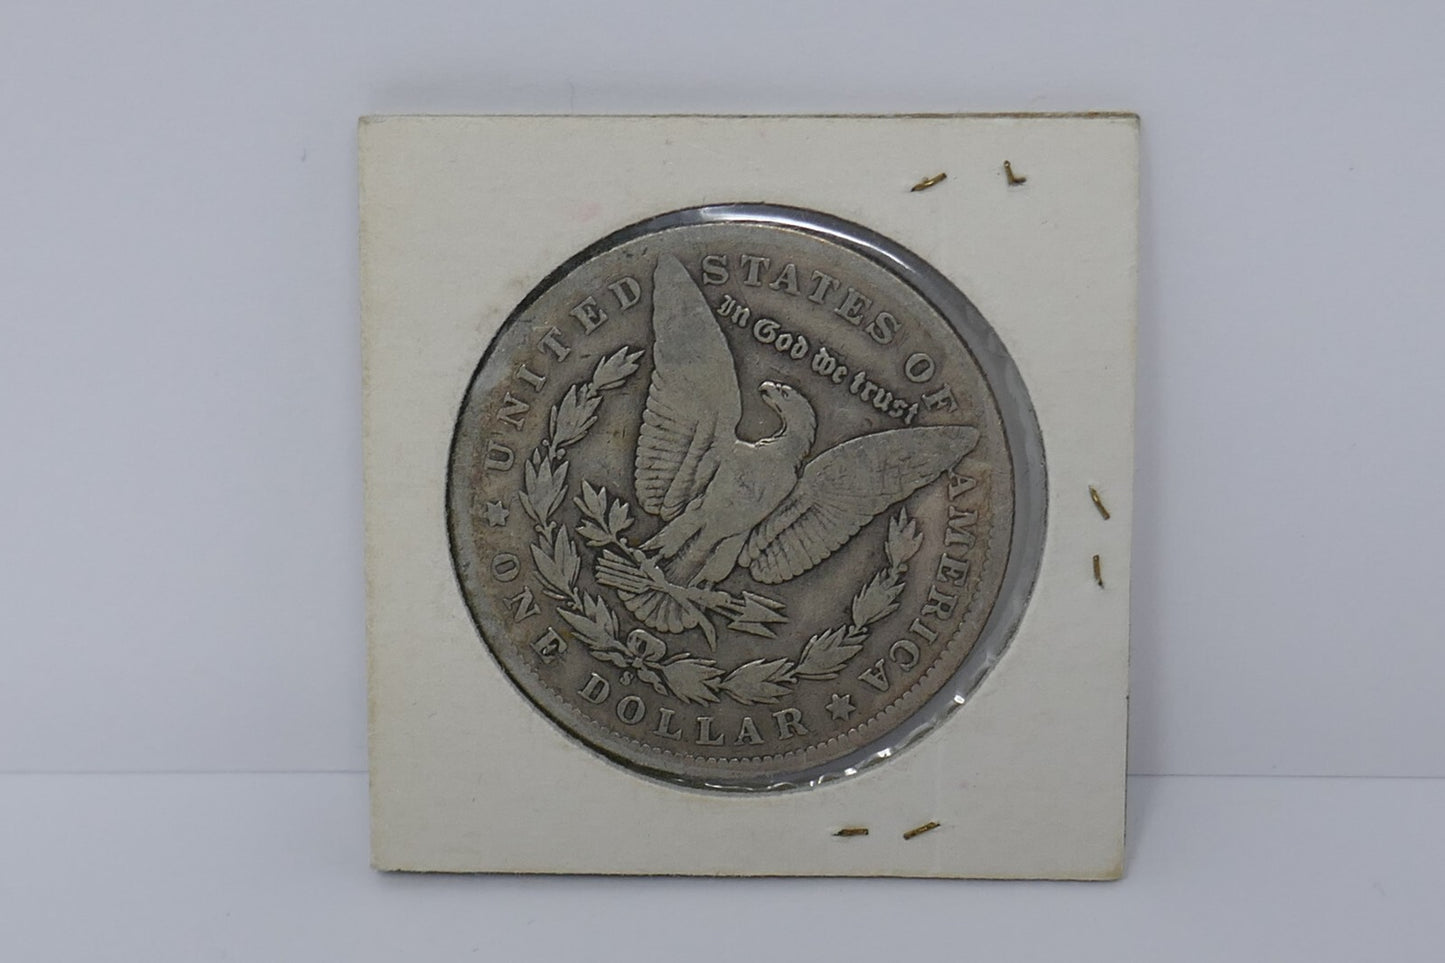 UNITED STATES OF AMERICA
In God we trust
ONE DOLLAR
S